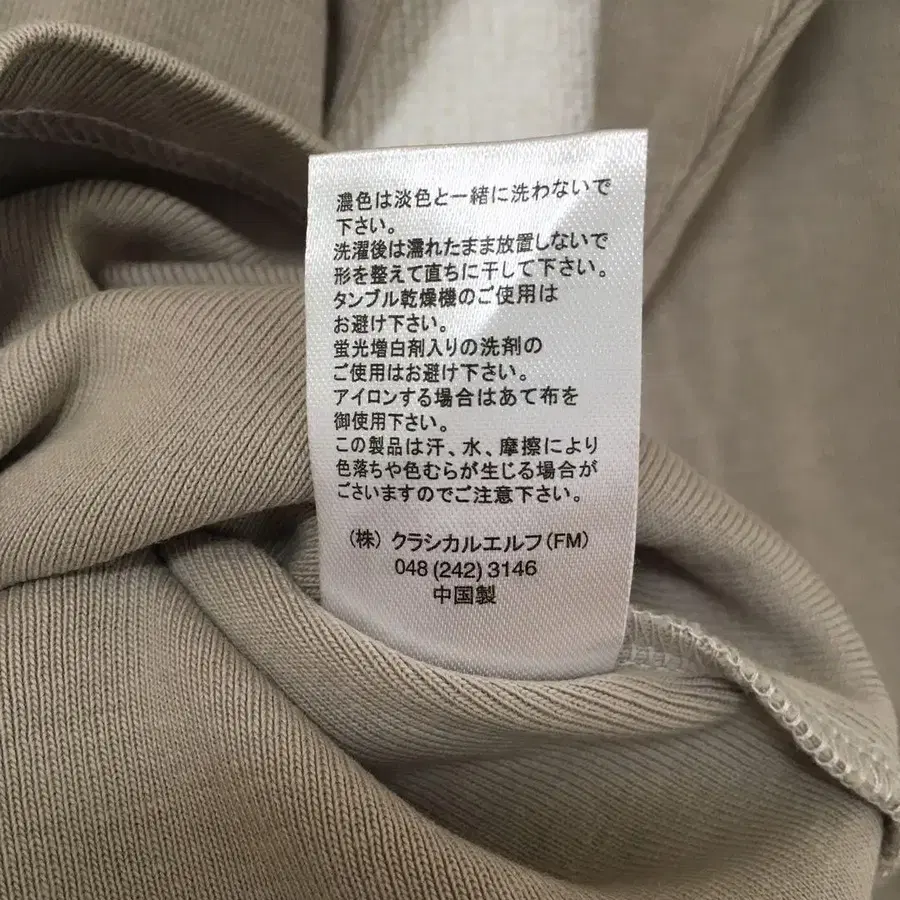 濃色は淡色と一緒に洗わないで
下さい。
洗濯後は濡れたまま放置しないで
形を整えて直ちに干して下さい。
タンブル乾燥機のご使用は
お避け下さい。
蛍光増白剤入りの洗剤の
ご使用はお避け下さい。
アイロンする場合はあて布を
御使用下さい。
この製品は汗、水、摩擦により
色落ちや色むらが生じる場合が
ございますのでご注意下さい。
(株) クラシカルエルフ(FM)
048 (242) 3146
中国製